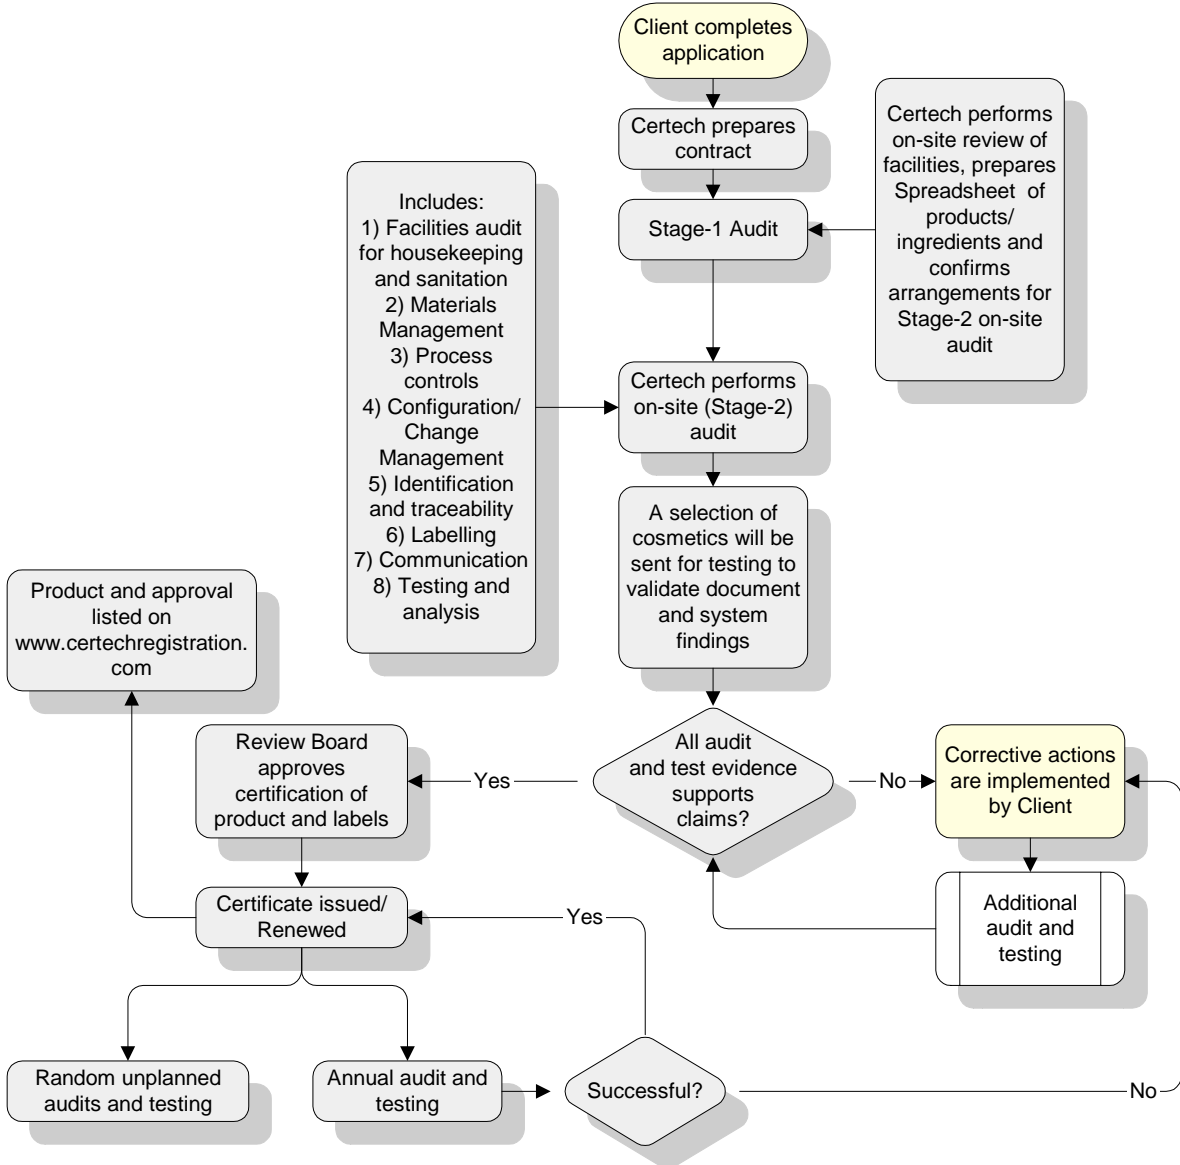 Client completes
application
Certech prepares
contract
Certech performs
on-site review of
facilities, prepares
Spreadsheet of
products/
ingredients and
confirms
arrangements for
Stage-2 on-site
audit
Stage-1 Audit
Includes:
1) Facilities audit
for housekeeping
and sanitation
2) Materials
Management
3) Process
controls
4) Configuration/
Change
Management
5) Identification
and traceability
6) Labelling
7) Communication
8) Testing and
analysis
Certech performs
on-site (Stage-2)
audit
A selection of
cosmetics will be
sent for testing to
validate document
and system
findings
Product and approval
listed on
www.certechregistration.
com
Review Board
approves
certification of
product and labels
Yes
All audit
and test evidence
supports
claims?
No
Corrective actions
are implemented
by Client
Certificate issued/
Renewed
Yes
Additional
audit and
testing
Random unplanned
audits and testing
Annual audit and
testing
Successful?
No